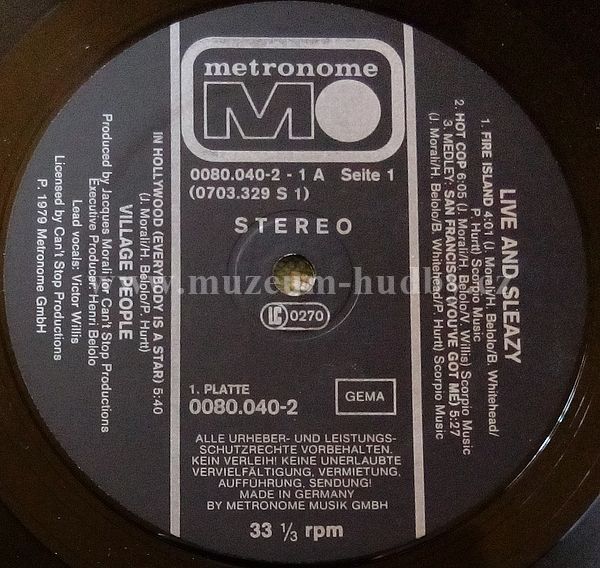 metronome
MO
0080.040-2 - 1 A Seite 1
(0703.329 S 1)
STEREO
LIVE AND SLEAZY
1. FIRE ISLAND 4:01 (J. Morali/H. Belolo/B. Whitehead/
P. Hurtt) Scorpio Music
2. HOT COP 6:05 (J. Morali/H. Belolo/V. Willis) Scorpio Music
3. MEDLEY: SAN FRANCISCO (YOU'VE GOT ME) 5:27
(J. Morali/H. Belolo/B. Whitehead/P. Hurtt) Scorpio Music
IN HOLLYWOOD (EVERYBODY IS A STAR) 5:40
(J. Morali/H. Belolo/P. Hurtt)
VILLAGE PEOPLE
Produced by Jacques Morali for Can't Stop Productions
Executive Producer Henri Belolo
Lead vocals: Victor Willis
Licensed by Can't Stop Productions
P. 1979 Metronome GmbH
www.muzeum-hudby.cz
LC 0270
1. PLATTE
0080.040-2
GEMA
ALLE URHEBER- UND LEISTUNGS-
SCHUTZRECHTE VORBEHALTEN.
KEIN VERLEIH! KEINE UNERLAUBTE
VERVIELFÄLTIGUNG, VERMIETUNG,
AUFFÜHRUNG, SENDUNG!
MADE IN GERMANY
BY METRONOME MUSIK GMBH
33 1/3 rpm